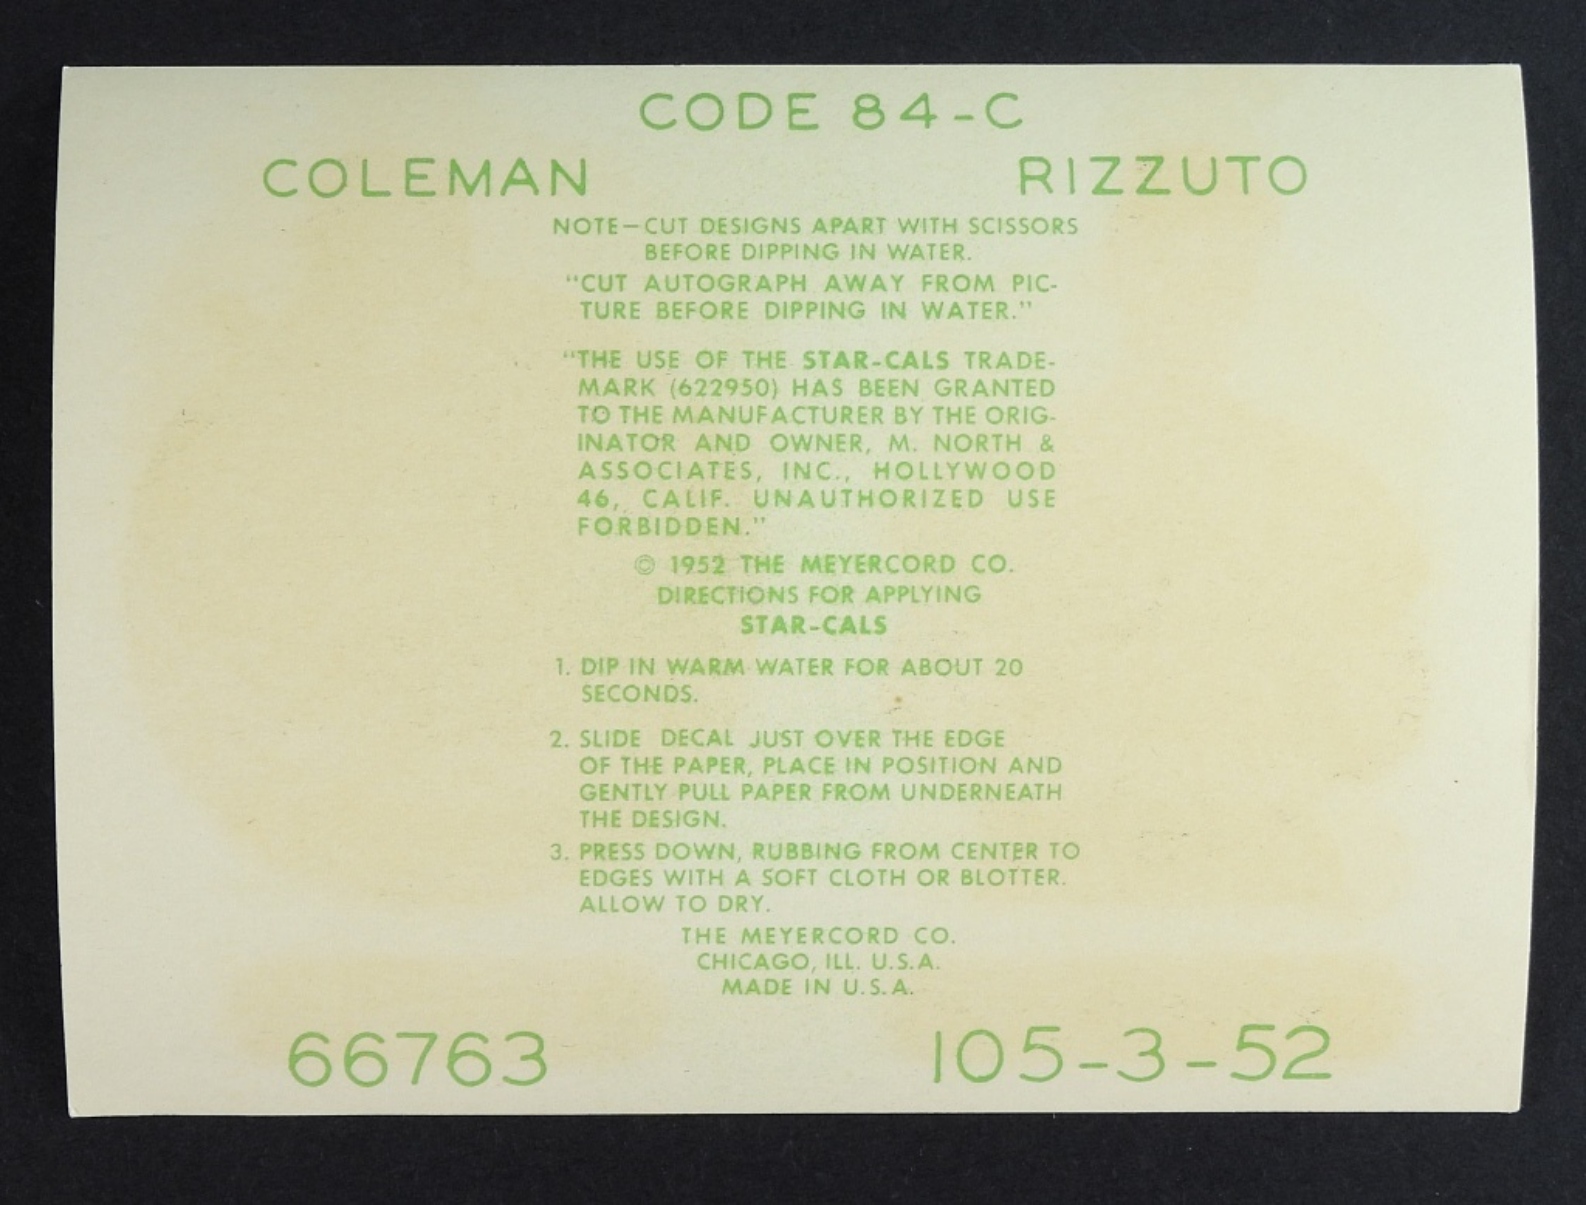 CODE 84-C
COLEMAN RIZZUTO
NOTE—CUT DESIGNS APART WITH SCISSORS
BEFORE DIPPING IN WATER.
"CUT AUTOGRAPH AWAY FROM PIC-
TURE BEFORE DIPPING IN WATER."
"THE USE OF THE STAR-CALS TRADE-
MARK (622950) HAS BEEN GRANTED
TO THE MANUFACTURER BY THE ORIG-
INATOR AND OWNER, M. NORTH &
ASSOCIATES, INC., HOLLYWOOD
46, CALIF. UNAUTHORIZED USE
FORBIDDEN."
© 1952 THE MEYERCORD CO.
DIRECTIONS FOR APPLYING
STAR-CALS
1. DIP IN WARM WATER FOR ABOUT 20
SECONDS.
2. SLIDE DECAL JUST OVER THE EDGE
OF THE PAPER, PLACE IN POSITION AND
GENTLY PULL PAPER FROM UNDERNEATH
THE DESIGN.
3. PRESS DOWN, RUBBING FROM CENTER TO
EDGES WITH A SOFT CLOTH OR BLOTTER.
ALLOW TO DRY.
THE MEYERCORD CO.
CHICAGO, ILL. U.S.A.
MADE IN U.S.A.
66763 105-3-52